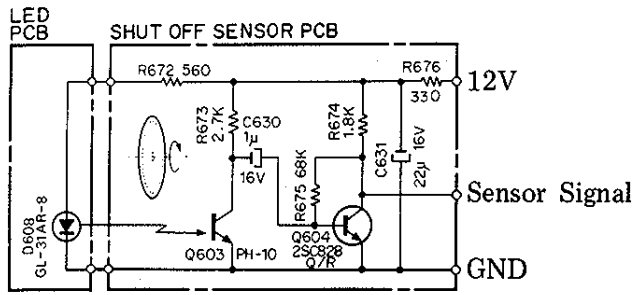 LED
PCB
SHUT OFF SENSOR PCB
R672 560
R676
330
12V
R673
2.7K
C630
1μ
16V
R674
1.8K
C631
16V
22μ
R675 68K
Sensor Signal
D608
GL-31AR-8
Q603
PH-10
Q604
2SC828
Q/R
GND